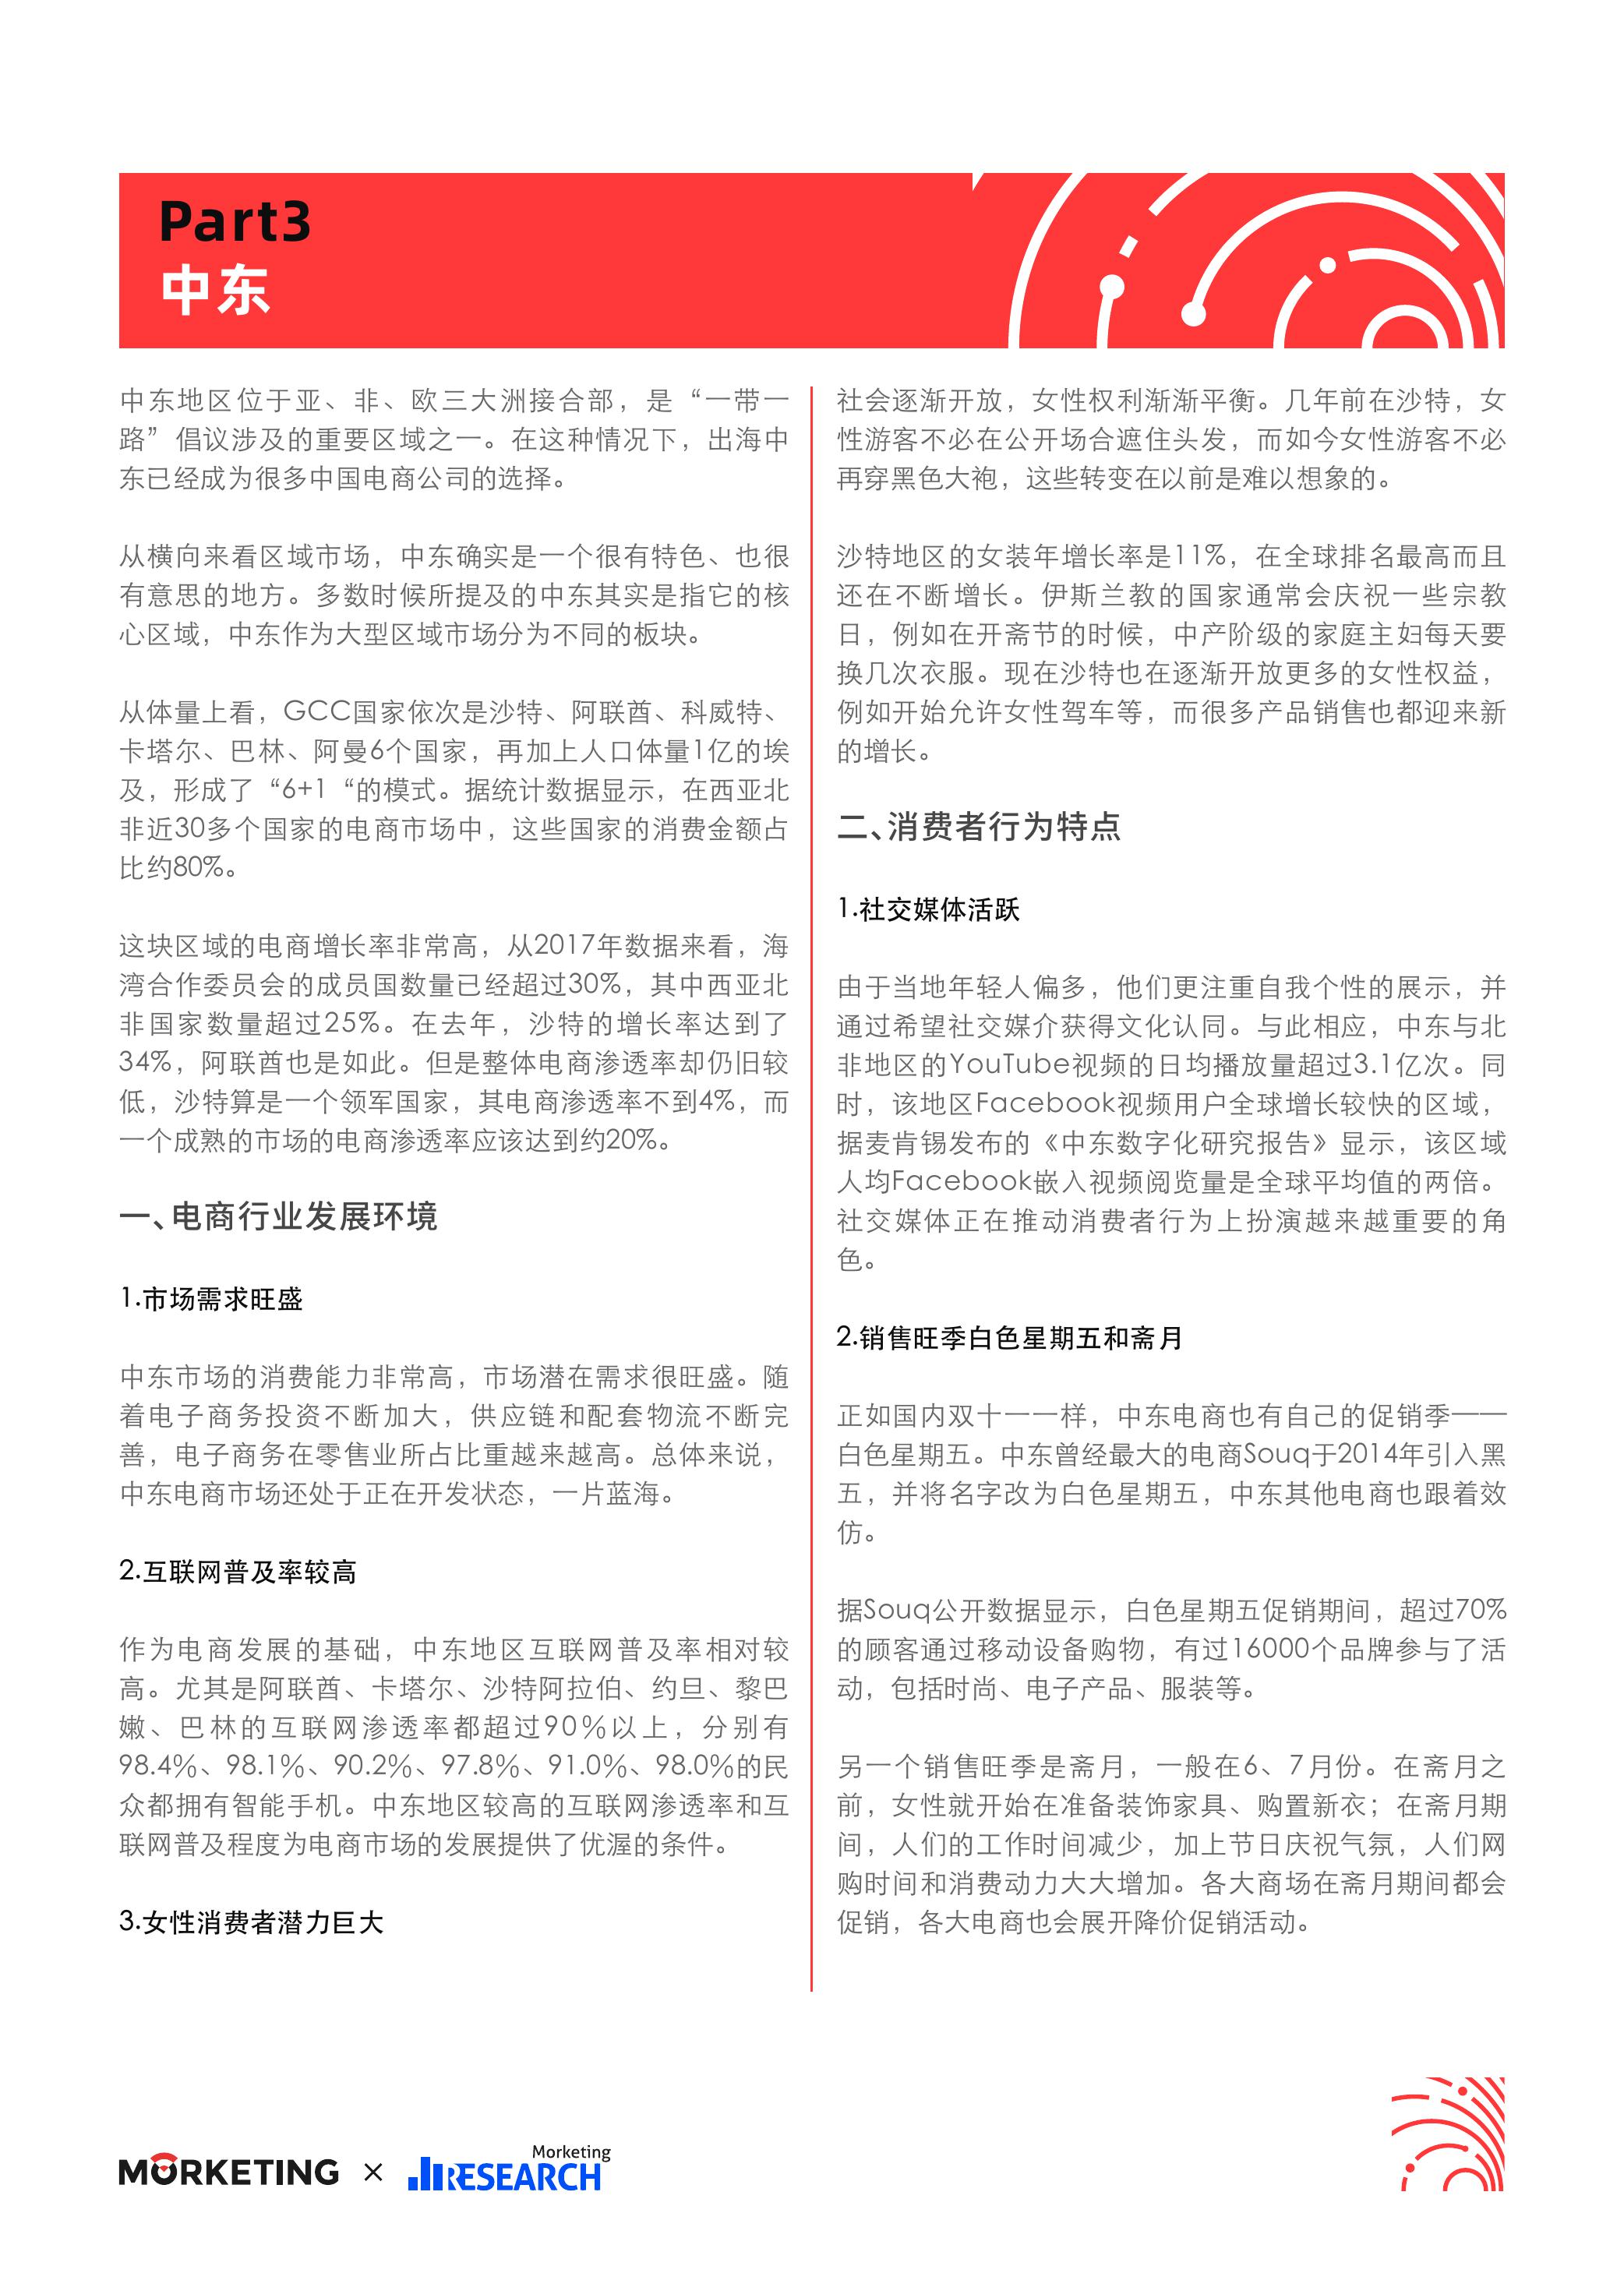 Part3
中东
中东地区位于亚、非、欧三大洲接合部，是“一带一
路”倡议涉及的重要区域之一。在这种情况下，出海中
东已经成为很多中国电商公司的选择。
从横向来看区域市场，中东确实是一个很有特色、也很
有意思的地方。多数时候所提及的中东其实是指它的核
心区域，中东作为大型区域市场分为不同的板块。
从体量上看，GCC国家依次是沙特、阿联酋、科威特、
卡塔尔、巴林、阿曼6个国家，再加上人口体量1亿的埃
及，形成了“6+1“的模式。据统计数据显示，在西亚北
非近30多个国家的电商市场中，这些国家的消费金额占
比约80%。
这块区域的电商增长率非常高，从2017年数据来看，海
湾合作委员会的成员国数量已经超过30%，其中西亚北
非国家数量超过25%。在去年，沙特的增长率达到了
34%，阿联酋也是如此。但是整体电商渗透率却仍旧较
低，沙特算是一个领军国家，其电商渗透率不到4%，而
一个成熟的市场的电商渗透率应该达到约20%。
一、电商行业发展环境
1.市场需求旺盛
中东市场的消费能力非常高，市场潜在需求很旺盛。随
着电子商务投资不断加大，供应链和配套物流不断完
善，电子商务在零售业所占比重越来越高。总体来说，
中东电商市场还处于正在开发状态，一片蓝海。
2.互联网普及率较高
作为电商发展的基础，中东地区互联网普及率相对较
高。尤其是阿联酋、卡塔尔、沙特阿拉伯、约旦、黎巴
嫩、巴林的互联网渗透率都超过90％以上，分别有
98.4%、98.1%、90.2%、97.8%、91.0%、98.0%的民
众都拥有智能手机。中东地区较高的互联网渗透率和互
联网普及程度为电商市场的发展提供了优渥的条件。
3.女性消费者潜力巨大
社会逐渐开放，女性权利渐渐平衡。几年前在沙特，女
性游客不必在公开场合遮住头发，而如今女性游客不必
再穿黑色大袍，这些转变在以前是难以想象的。
沙特地区的女装年增长率是11%，在全球排名最高而且
还在不断增长。伊斯兰教的国家通常会庆祝一些宗教
日，例如在开斋节的时候，中产阶级的家庭主妇每天要
换几次衣服。现在沙特也在逐渐开放更多的女性权益，
例如开始允许女性驾车等，而很多产品销售也都迎来新
的增长。
二、消费者行为特点
1.社交媒体活跃
由于当地年轻人偏多，他们更注重自我个性的展示，并
通过希望社交媒介获得文化认同。与此相应，中东与北
非地区的YouTube视频的日均播放量超过3.1亿次。同
时，该地区Facebook视频用户全球增长较快的区域，
据麦肯锡发布的《中东数字化研究报告》显示，该区域
人均Facebook嵌入视频阅览量是全球平均值的两倍。
社交媒体正在推动消费者行为上扮演越来越重要的角
色。
2.销售旺季白色星期五和斋月
正如国内双十一一样，中东电商也有自己的促销季——
白色星期五。中东曾经最大的电商Souq于2014年引入黑
五，并将名字改为白色星期五，中东其他电商也跟着效
仿。
据Souq公开数据显示，白色星期五促销期间，超过70%
的顾客通过移动设备购物，有过16000个品牌参与了活
动，包括时尚、电子产品、服装等。
另一个销售旺季是斋月，一般在6、7月份。在斋月之
前，女性就开始在准备装饰家具、购置新衣；在斋月期
间，人们的工作时间减少，加上节日庆祝气氛，人们网
购时间和消费动力大大增加。各大商场在斋月期间都会
促销，各大电商也会展开降价促销活动。
MORKETING × Morketing RESEARCH